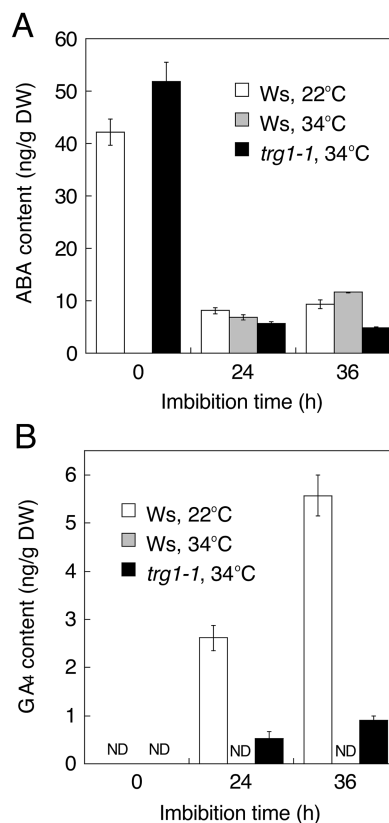 A
ABA content (ng/g DW)
60
50
40
30
20
10
0
Ws, 22°C
Ws, 34°C
trg1-1, 34°C
0 24 36
Imbibition time (h)
B
GA4 content (ng/g DW)
6
5
4
3
2
1
0
Ws, 22°C
Ws, 34°C
trg1-1, 34°C
ND ND ND ND
0 24 36
Imbibition time (h)